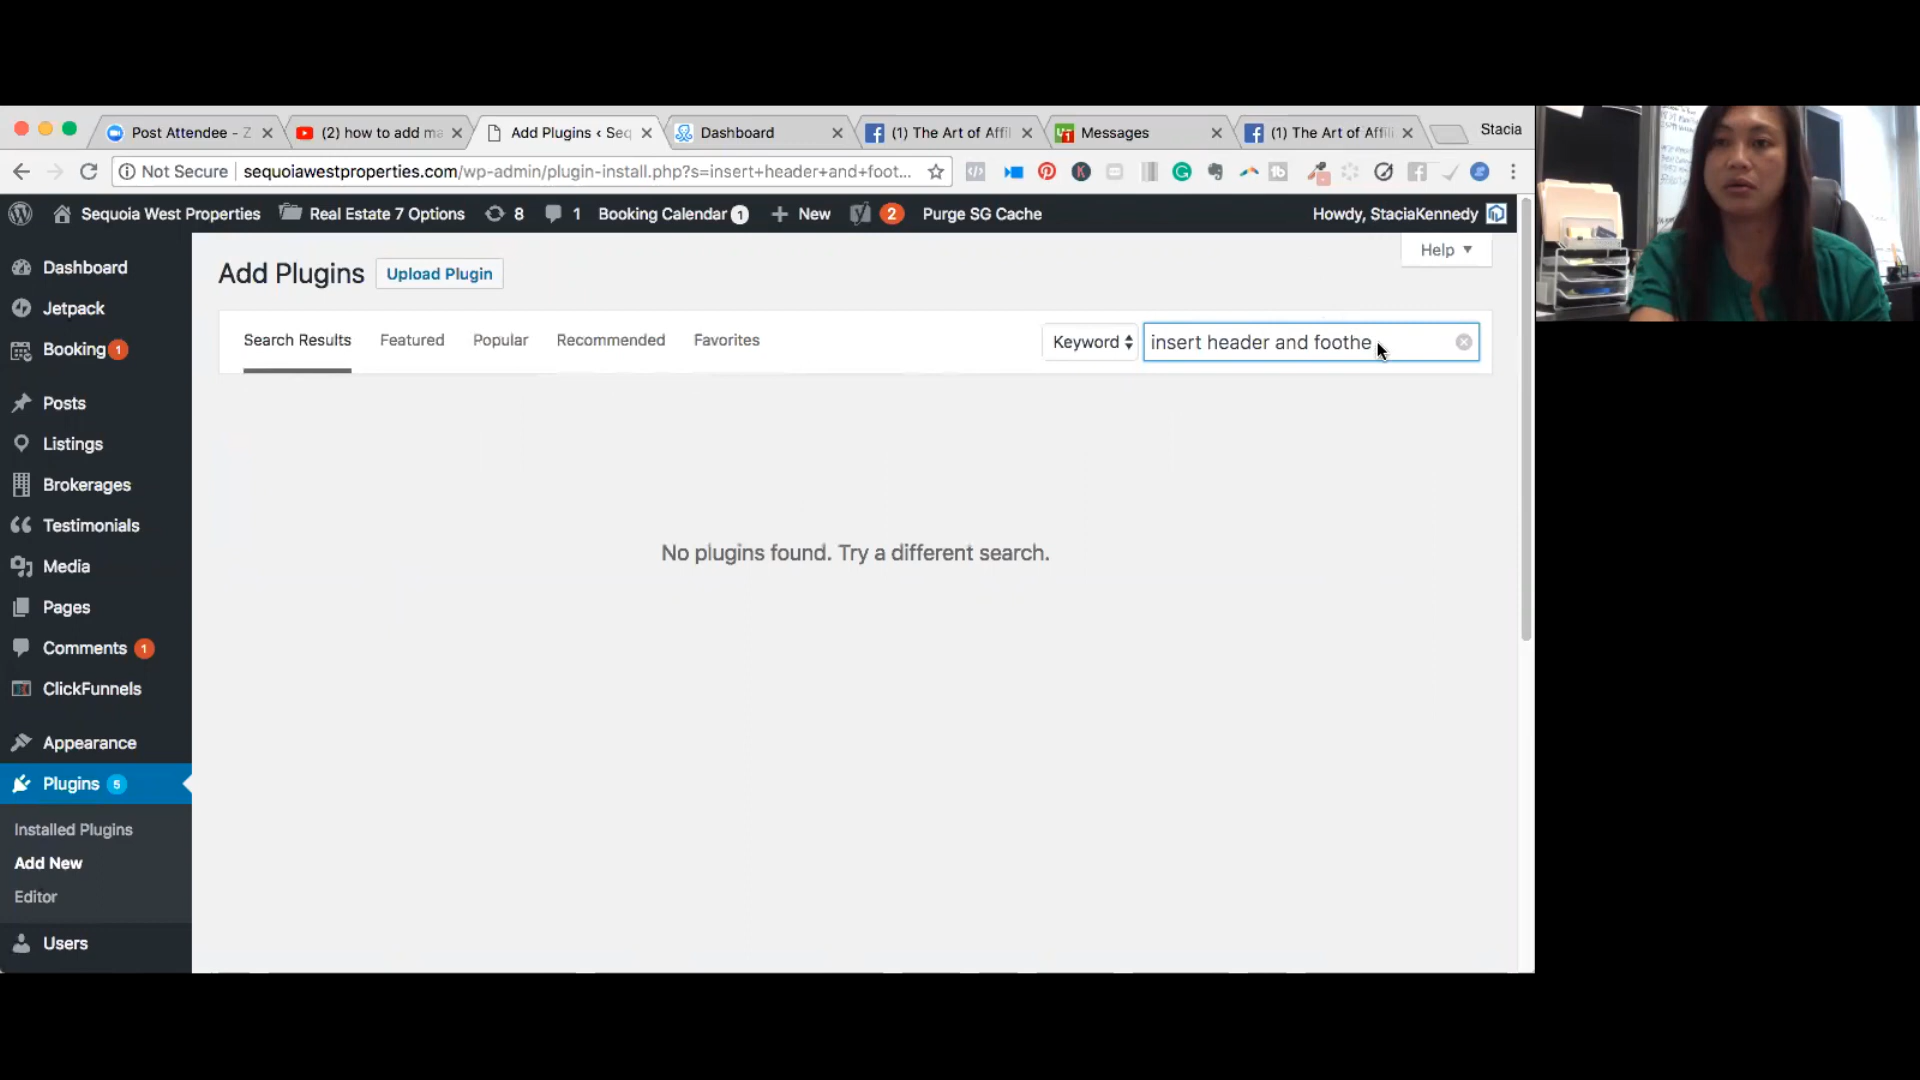 Post Attendee - Z
(2) how to add ma
Add Plugins ‹ Seq
Dashboard
(1) The Art of Affil
Messages
(1) The Art of Affili
Stacia
Not Secure
sequoiawestproperties.com/wp-admin/plugin-install.php?s=insert+header+and+foot...
Sequoia West Properties
Real Estate 7 Options
8
1
Booking Calendar 1
New
2
Purge SG Cache
Howdy, StaciaKennedy
Help
Add Plugins
Upload Plugin
Search Results
Featured
Popular
Recommended
Favorites
Keyword
insert header and foothe
No plugins found. Try a different search.
Dashboard
Jetpack
Booking 1
Posts
Listings
Brokerages
Testimonials
Media
Pages
Comments 1
ClickFunnels
Appearance
Plugins 5
Installed Plugins
Add New
Editor
Users